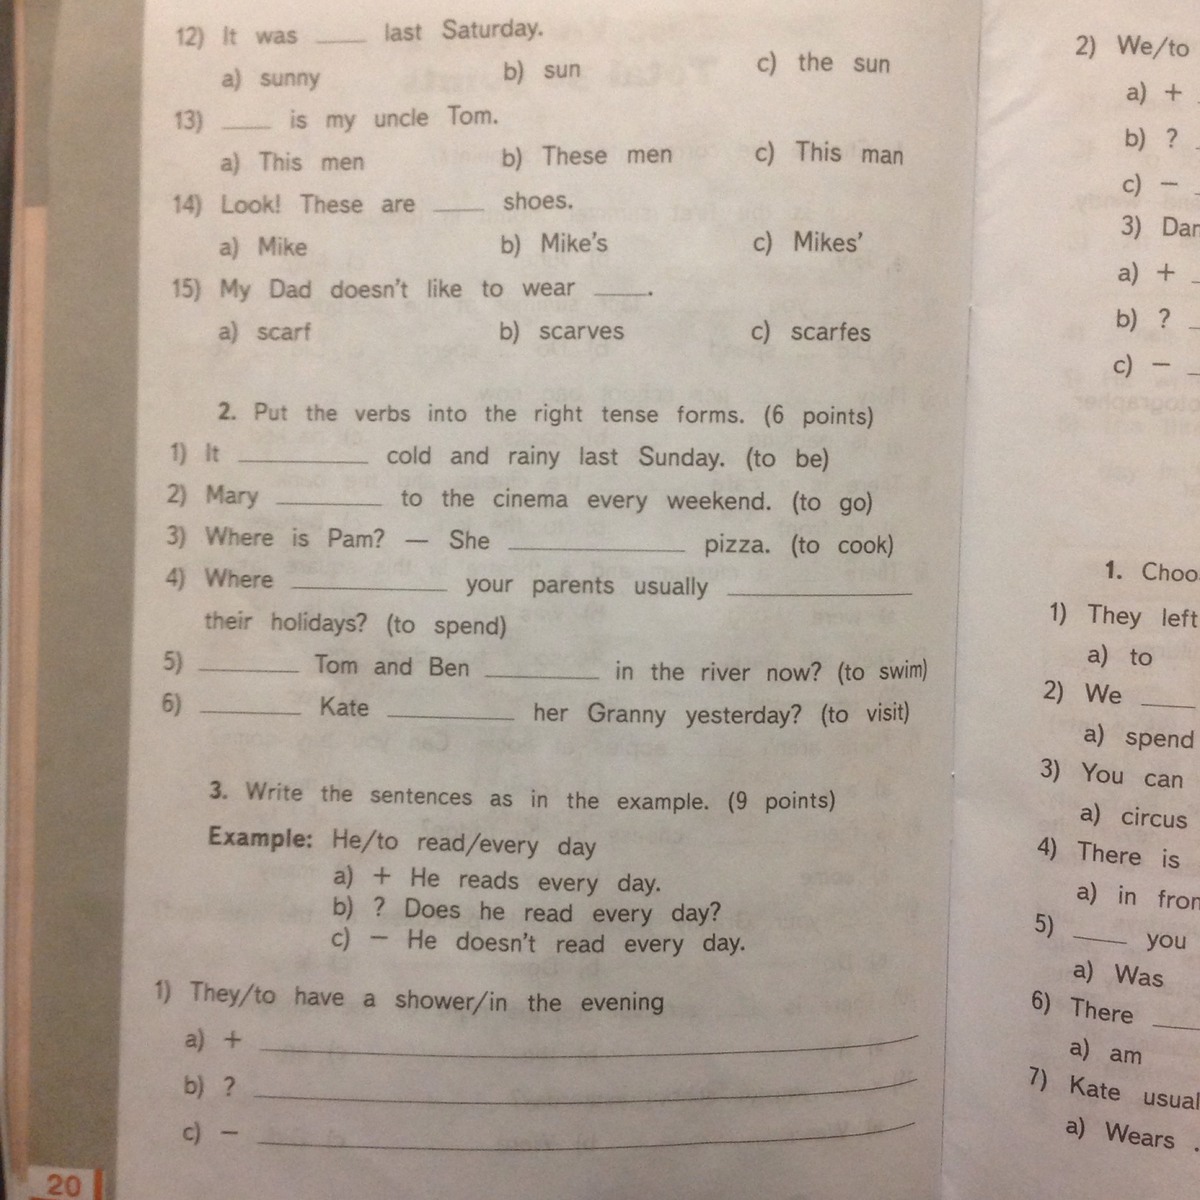 12) It was ____ last Saturday.
a) sunny b) sun c) the sun
13) ____ is my uncle Tom.
a) This men b) These men c) This man
14) Look! These are ____ shoes.
a) Mike b) Mike's c) Mikes'
15) My Dad doesn't like to wear ____.
a) scarf b) scarves c) scarfes
2. Put the verbs into the right tense forms. (6 points)
1) It ________ cold and rainy last Sunday. (to be)
2) Mary ________ to the cinema every weekend. (to go)
3) Where is Pam? — She ________ pizza. (to cook)
4) Where ________ your parents usually ________
their holidays? (to spend)
5) ________ Tom and Ben ________ in the river now? (to swim)
6) ________ Kate ________ her Granny yesterday? (to visit)
3. Write the sentences as in the example. (9 points)
Example: He/to read/every day
a) + He reads every day.
b) ? Does he read every day?
c) — He doesn't read every day.
1) They/to have a shower/in the evening
a) + ________
b) ? ________
c) — ________
20
2) We/to
a) +
b) ?
c) —
3)
a) +
b) ?
c) —
1.
1) They left
a) to
2) We ____
a) spend
3) You can
a) circus
4) There is
a) in
5) ____ you
a) Was
6) There ____
a) am
7) Kate
a) Wears